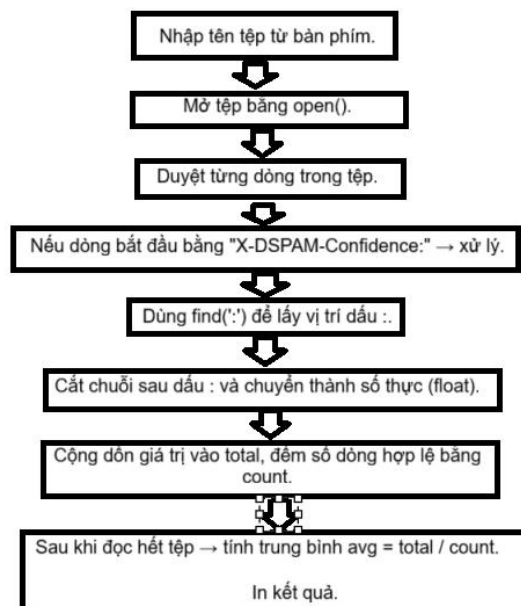 Nhập tên tệp từ bàn phím.
Mở tệp bằng open().
Duyệt từng dòng trong tệp.
Nếu dòng bắt đầu bằng "X-DSPAM-Confidence:" → xử lý.
Dùng find(':') để lấy vị trí dấu :.
Cắt chuỗi sau dấu : và chuyển thành số thực (float).
Cộng dồn giá trị vào total, đếm số dòng hợp lệ bằng
count.
Sau khi đọc hết tệp → tính trung bình avg = total / count.
In kết quả.